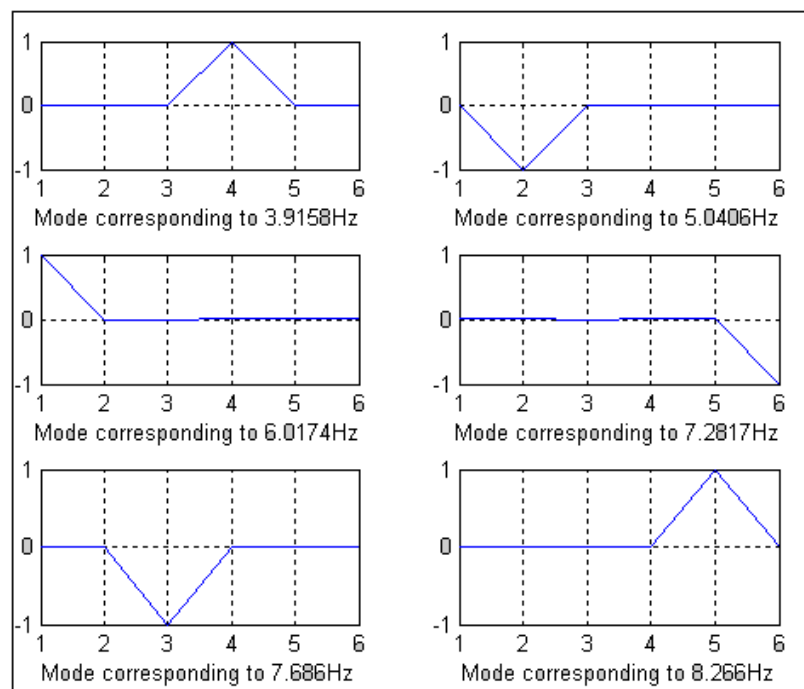 1
0
-1
1 2 3 4 5 6
Mode corresponding to 3.9158Hz
1
0
-1
1 2 3 4 5 6
Mode corresponding to 5.0406Hz
1
0
-1
1 2 3 4 5 6
Mode corresponding to 6.0174Hz
1
0
-1
1 2 3 4 5 6
Mode corresponding to 7.2817Hz
1
0
-1
1 2 3 4 5 6
Mode corresponding to 7.686Hz
1
0
-1
1 2 3 4 5 6
Mode corresponding to 8.266Hz